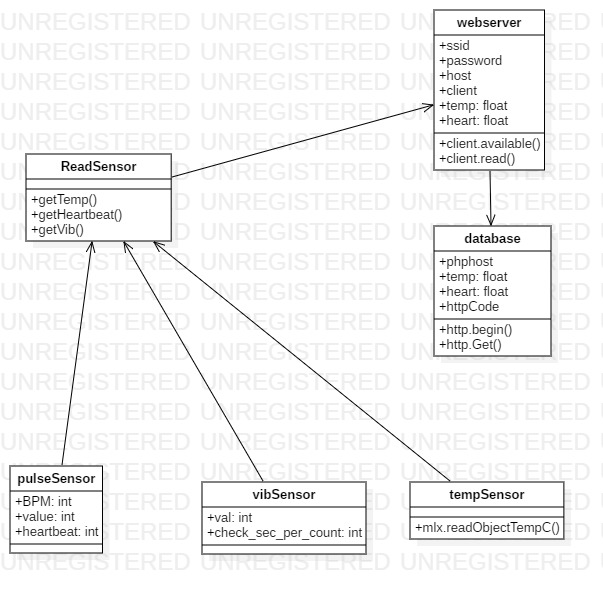 webserver
+ssid
+password
+host
+client
+temp: float
+heart: float
+client.available()
+client.read()
ReadSensor
+getTemp()
+getHeartbeat()
+getVib()
database
+phphost
+temp: float
+heart: float
+httpCode
+http.begin()
+http.Get()
pulseSensor
+BPM: int
+value: int
+heartbeat: int
vibSensor
+val: int
+check_sec_per_count: int
tempSensor
+mlx.readObjectTempC()
UNREGISTERED